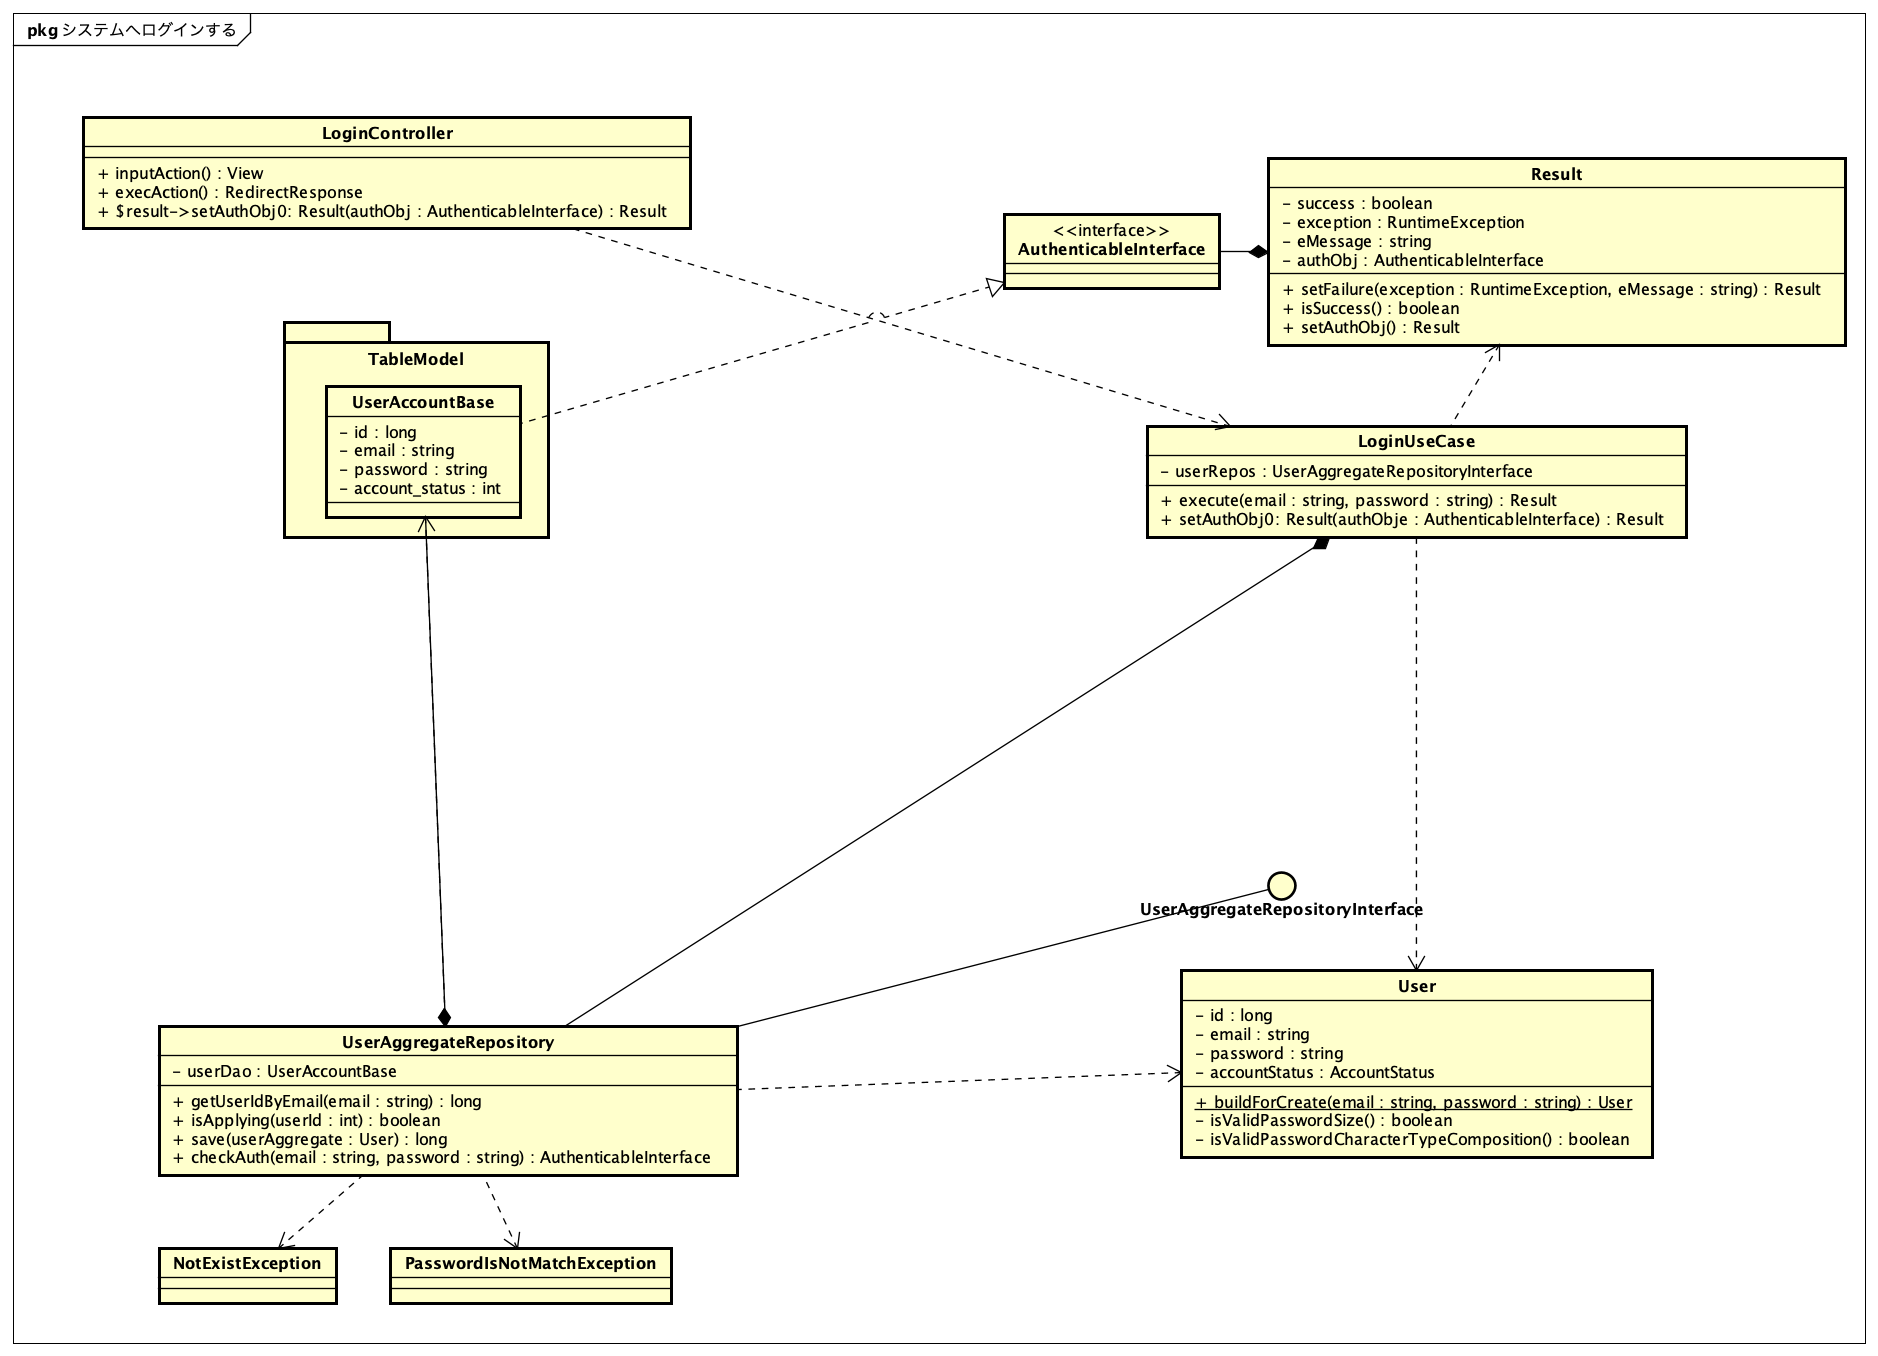 pkg システムへログインする
LoginController
+ inputAction() : View
+ execAction() : RedirectResponse
+ $result->setAuthObj0: Result(authObj : AuthenticableInterface) : Result
<<interface>>
AuthenticableInterface
Result
- success : boolean
- exception : RuntimeException
- eMessage : string
- authObj : AuthenticableInterface
+ setFailure(exception : RuntimeException, eMessage : string) : Result
+ isSuccess() : boolean
+ setAuthObj() : Result
TableModel
UserAccountBase
- id : long
- email : string
- password : string
- account_status : int
LoginUseCase
- userRepos : UserAggregateRepositoryInterface
+ execute(email : string, password : string) : Result
+ setAuthObj0: Result(authObje : AuthenticableInterface) : Result
UserAggregateRepositoryInterface
User
- id : long
- email : string
- password : string
- accountStatus : AccountStatus
+ buildForCreate(email : string, password : string) : User
- isValidPasswordSize() : boolean
- isValidPasswordCharacterTypeComposition() : boolean
UserAggregateRepository
- userDao : UserAccountBase
+ getUserIdByEmail(email : string) : long
+ isApplying(userId : int) : boolean
+ save(userAggregate : User) : long
+ checkAuth(email : string, password : string) : AuthenticableInterface
NotExistException
PasswordIsNotMatchException